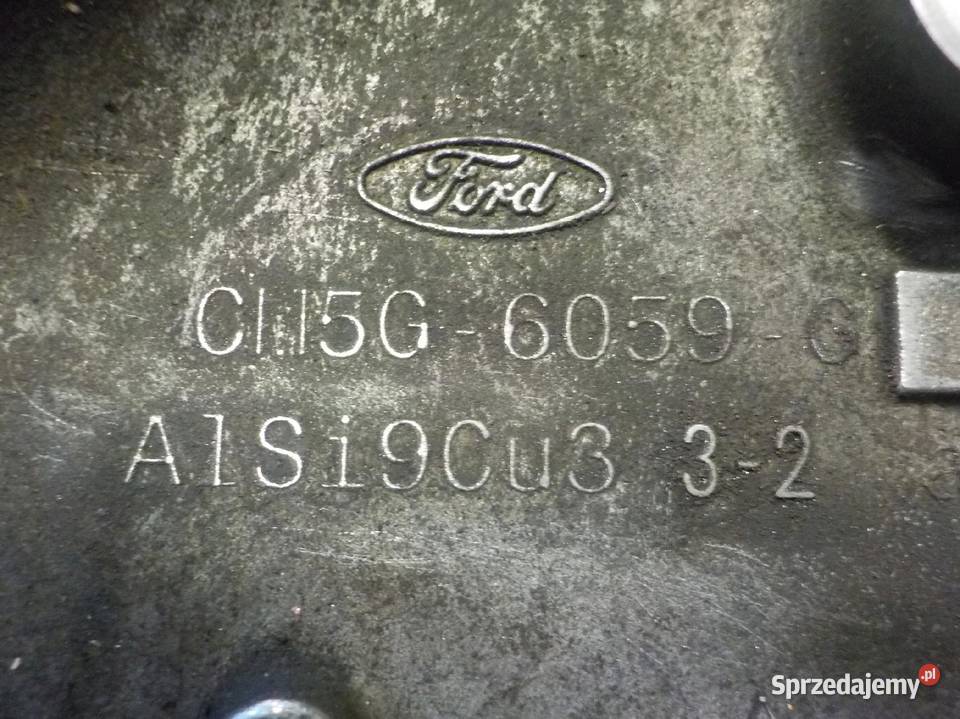 Ford
CM5G-6059-G
AlSi9Cu3 3-2
Sprzedajemy.pl